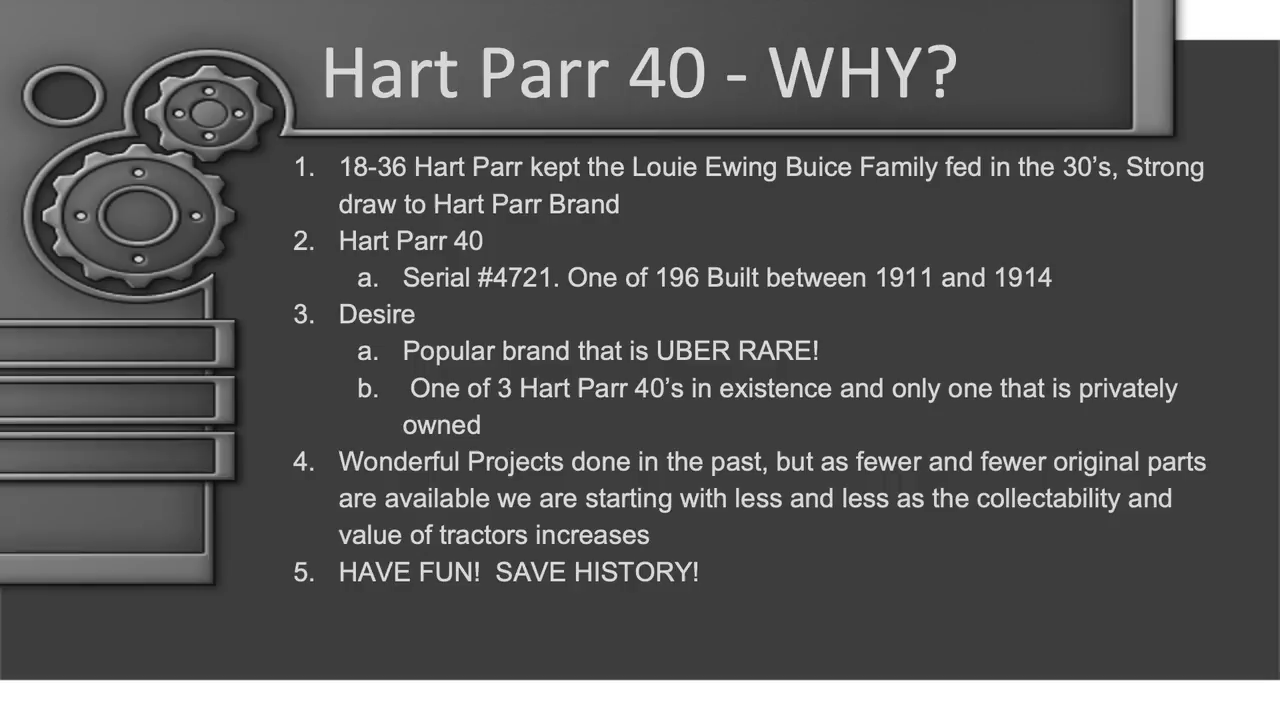 Hart Parr 40 - WHY?
1. 18-36 Hart Parr kept the Louie Ewing Buice Family fed in the 30’s, Strong
draw to Hart Parr Brand
2. Hart Parr 40
a. Serial #4721. One of 196 Built between 1911 and 1914
3. Desire
a. Popular brand that is UBER RARE!
b. One of 3 Hart Parr 40’s in existence and only one that is privately
owned
4. Wonderful Projects done in the past, but as fewer and fewer original parts
are available we are starting with less and less as the collectability and
value of tractors increases
5. HAVE FUN!  SAVE HISTORY!